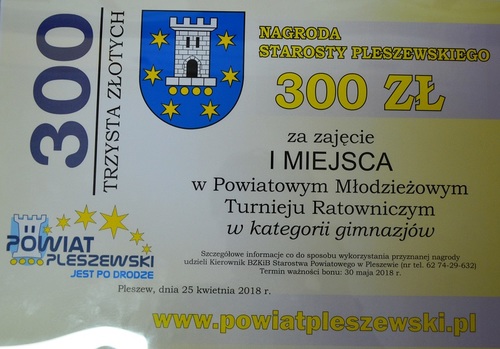 300
TRZYSTA ZŁOTYCH
NAGRODA
STAROSTY PLESZEWSKIEGO
300 ZŁ
za zajęcie
I MIEJSCA
w Powiatowym Młodzieżowym
Turnieju Ratowniczym
w kategorii gimnazjów
Szczegółowe informacje co do sposobu wykorzystania przyznanej nagrody
udzieli Kierownik BZKiB Starostwa Powiatowego w Pleszewie (nr tel. 62 74-29-632)
Termin ważności bonu: 30 maja 2018 r.
POWIAT
PLESZEWSKI
JEST PO DRODZE
Pleszew, dnia 25 kwietnia 2018 r.
www.powiatpleszewski.pl